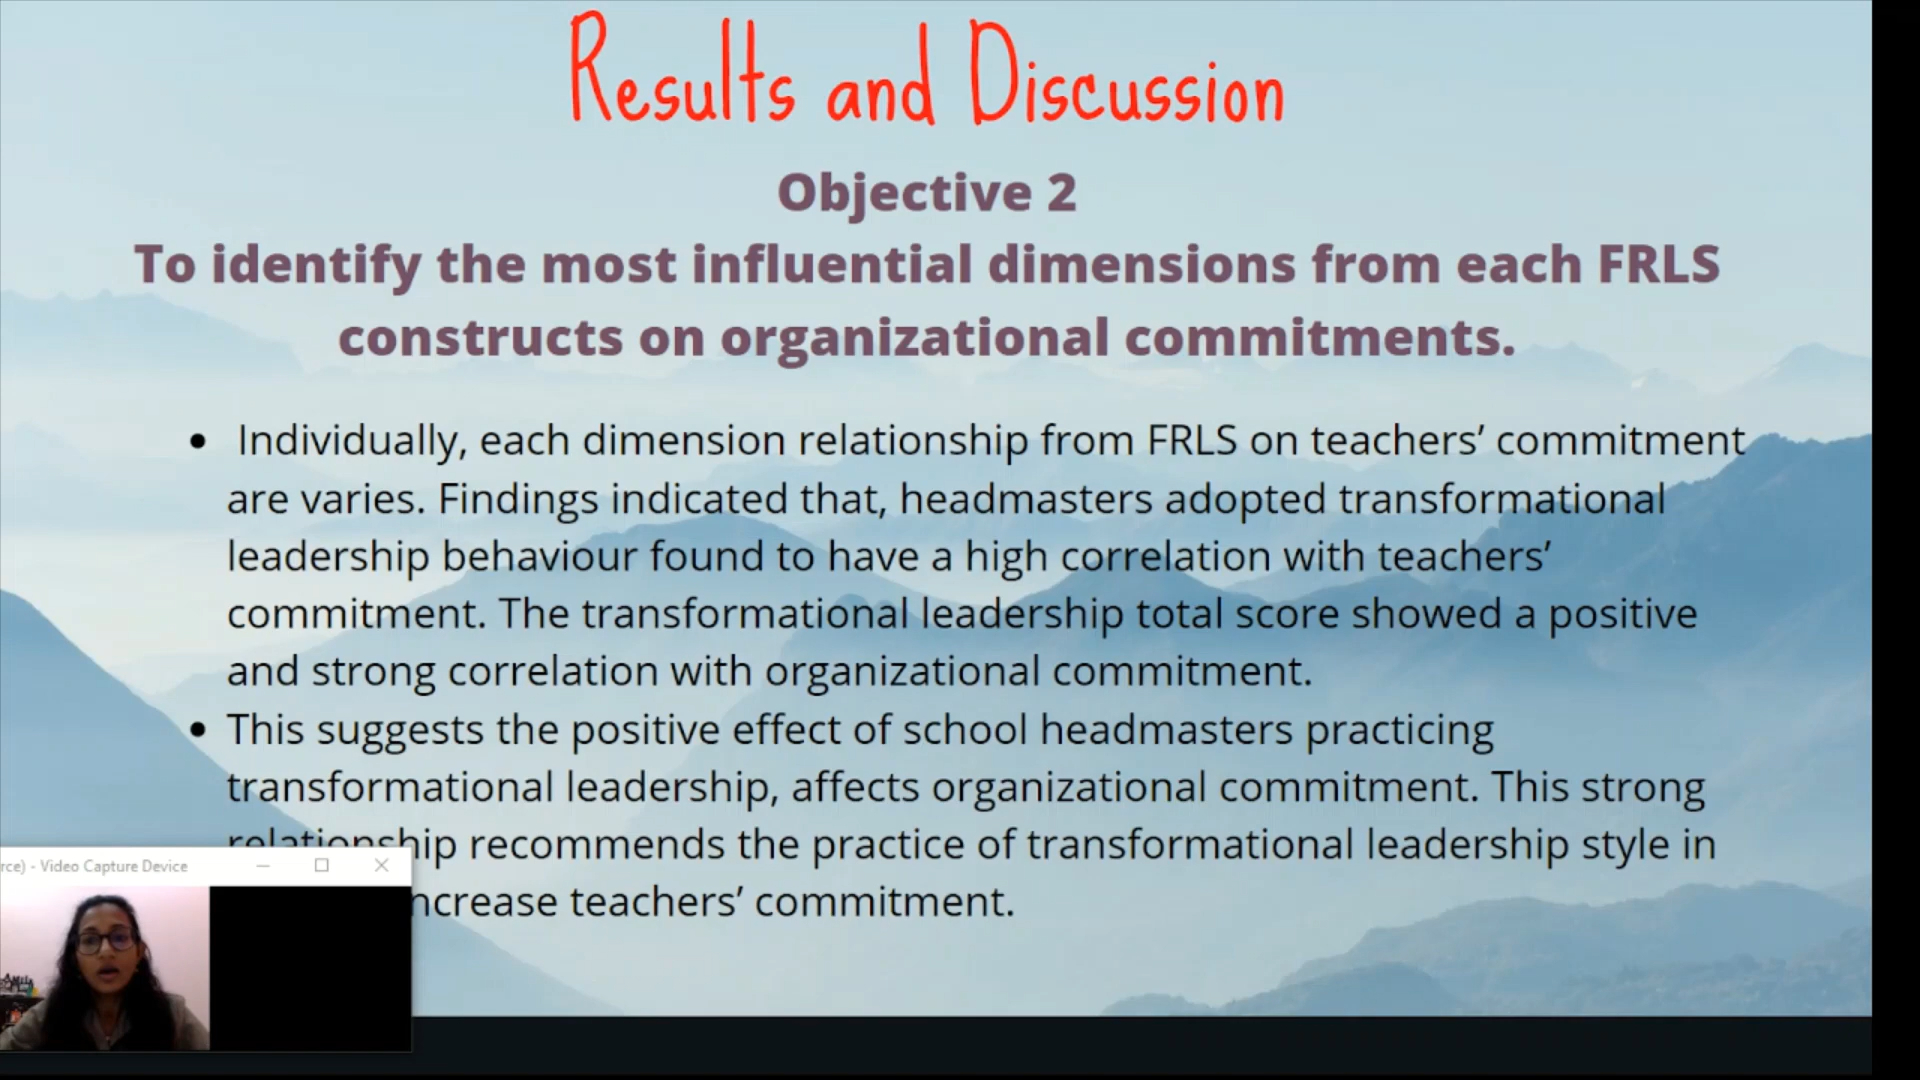 Results and Discussion
Objective 2
To identify the most influential dimensions from each FRLS
constructs on organizational commitments.
• Individually, each dimension relationship from FRLS on teachers’ commitment
are varies. Findings indicated that, headmasters adopted transformational
leadership behaviour found to have a high correlation with teachers’
commitment. The transformational leadership total score showed a positive
and strong correlation with organizational commitment.
• This suggests the positive effect of school headmasters practicing
transformational leadership, affects organizational commitment. This strong
relationship recommends the practice of transformational leadership style in
ncrease teachers’ commitment.
rce) - Video Capture Device